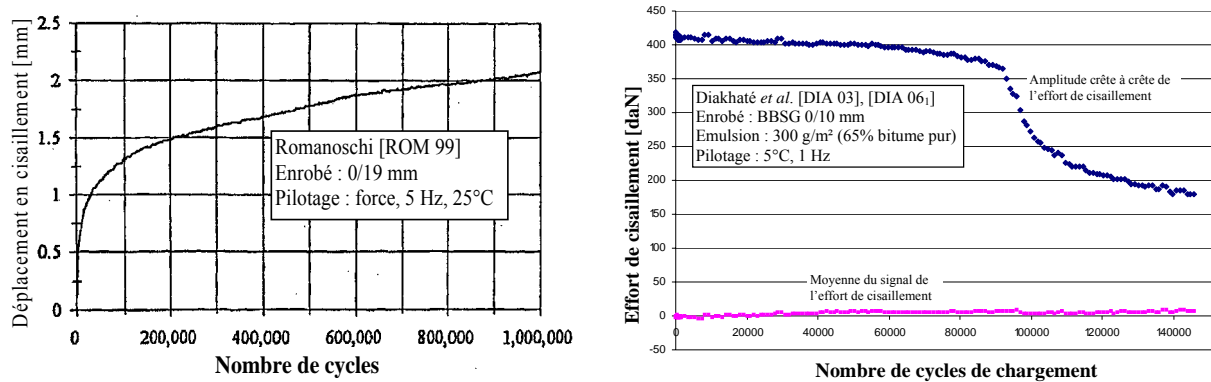 Déplacement en cisaillement [mm]
2.5
2
1.5
1
0.5
0
Romanoschi [ROM 99]
Enrobé : 0/19 mm
Pilotage : force, 5 Hz, 25°C
0 200,000 400,000 600,000 800,000 1,000,000
Nombre de cycles
Effort de cisaillement [daN]
450
400
350
300
250
200
150
100
50
0
-50
Amplitude crête à crête de
l'effort de cisaillement
Diakhaté et al. [DIA 03], [DIA 06₁]
Enrobé : BBSG 0/10 mm
Emulsion : 300 g/m² (65% bitume pur)
Pilotage : 5°C, 1 Hz
Moyenne du signal de
l'effort de cisaillement
0 20000 40000 60000 80000 100000 120000 140000
Nombre de cycles de chargement